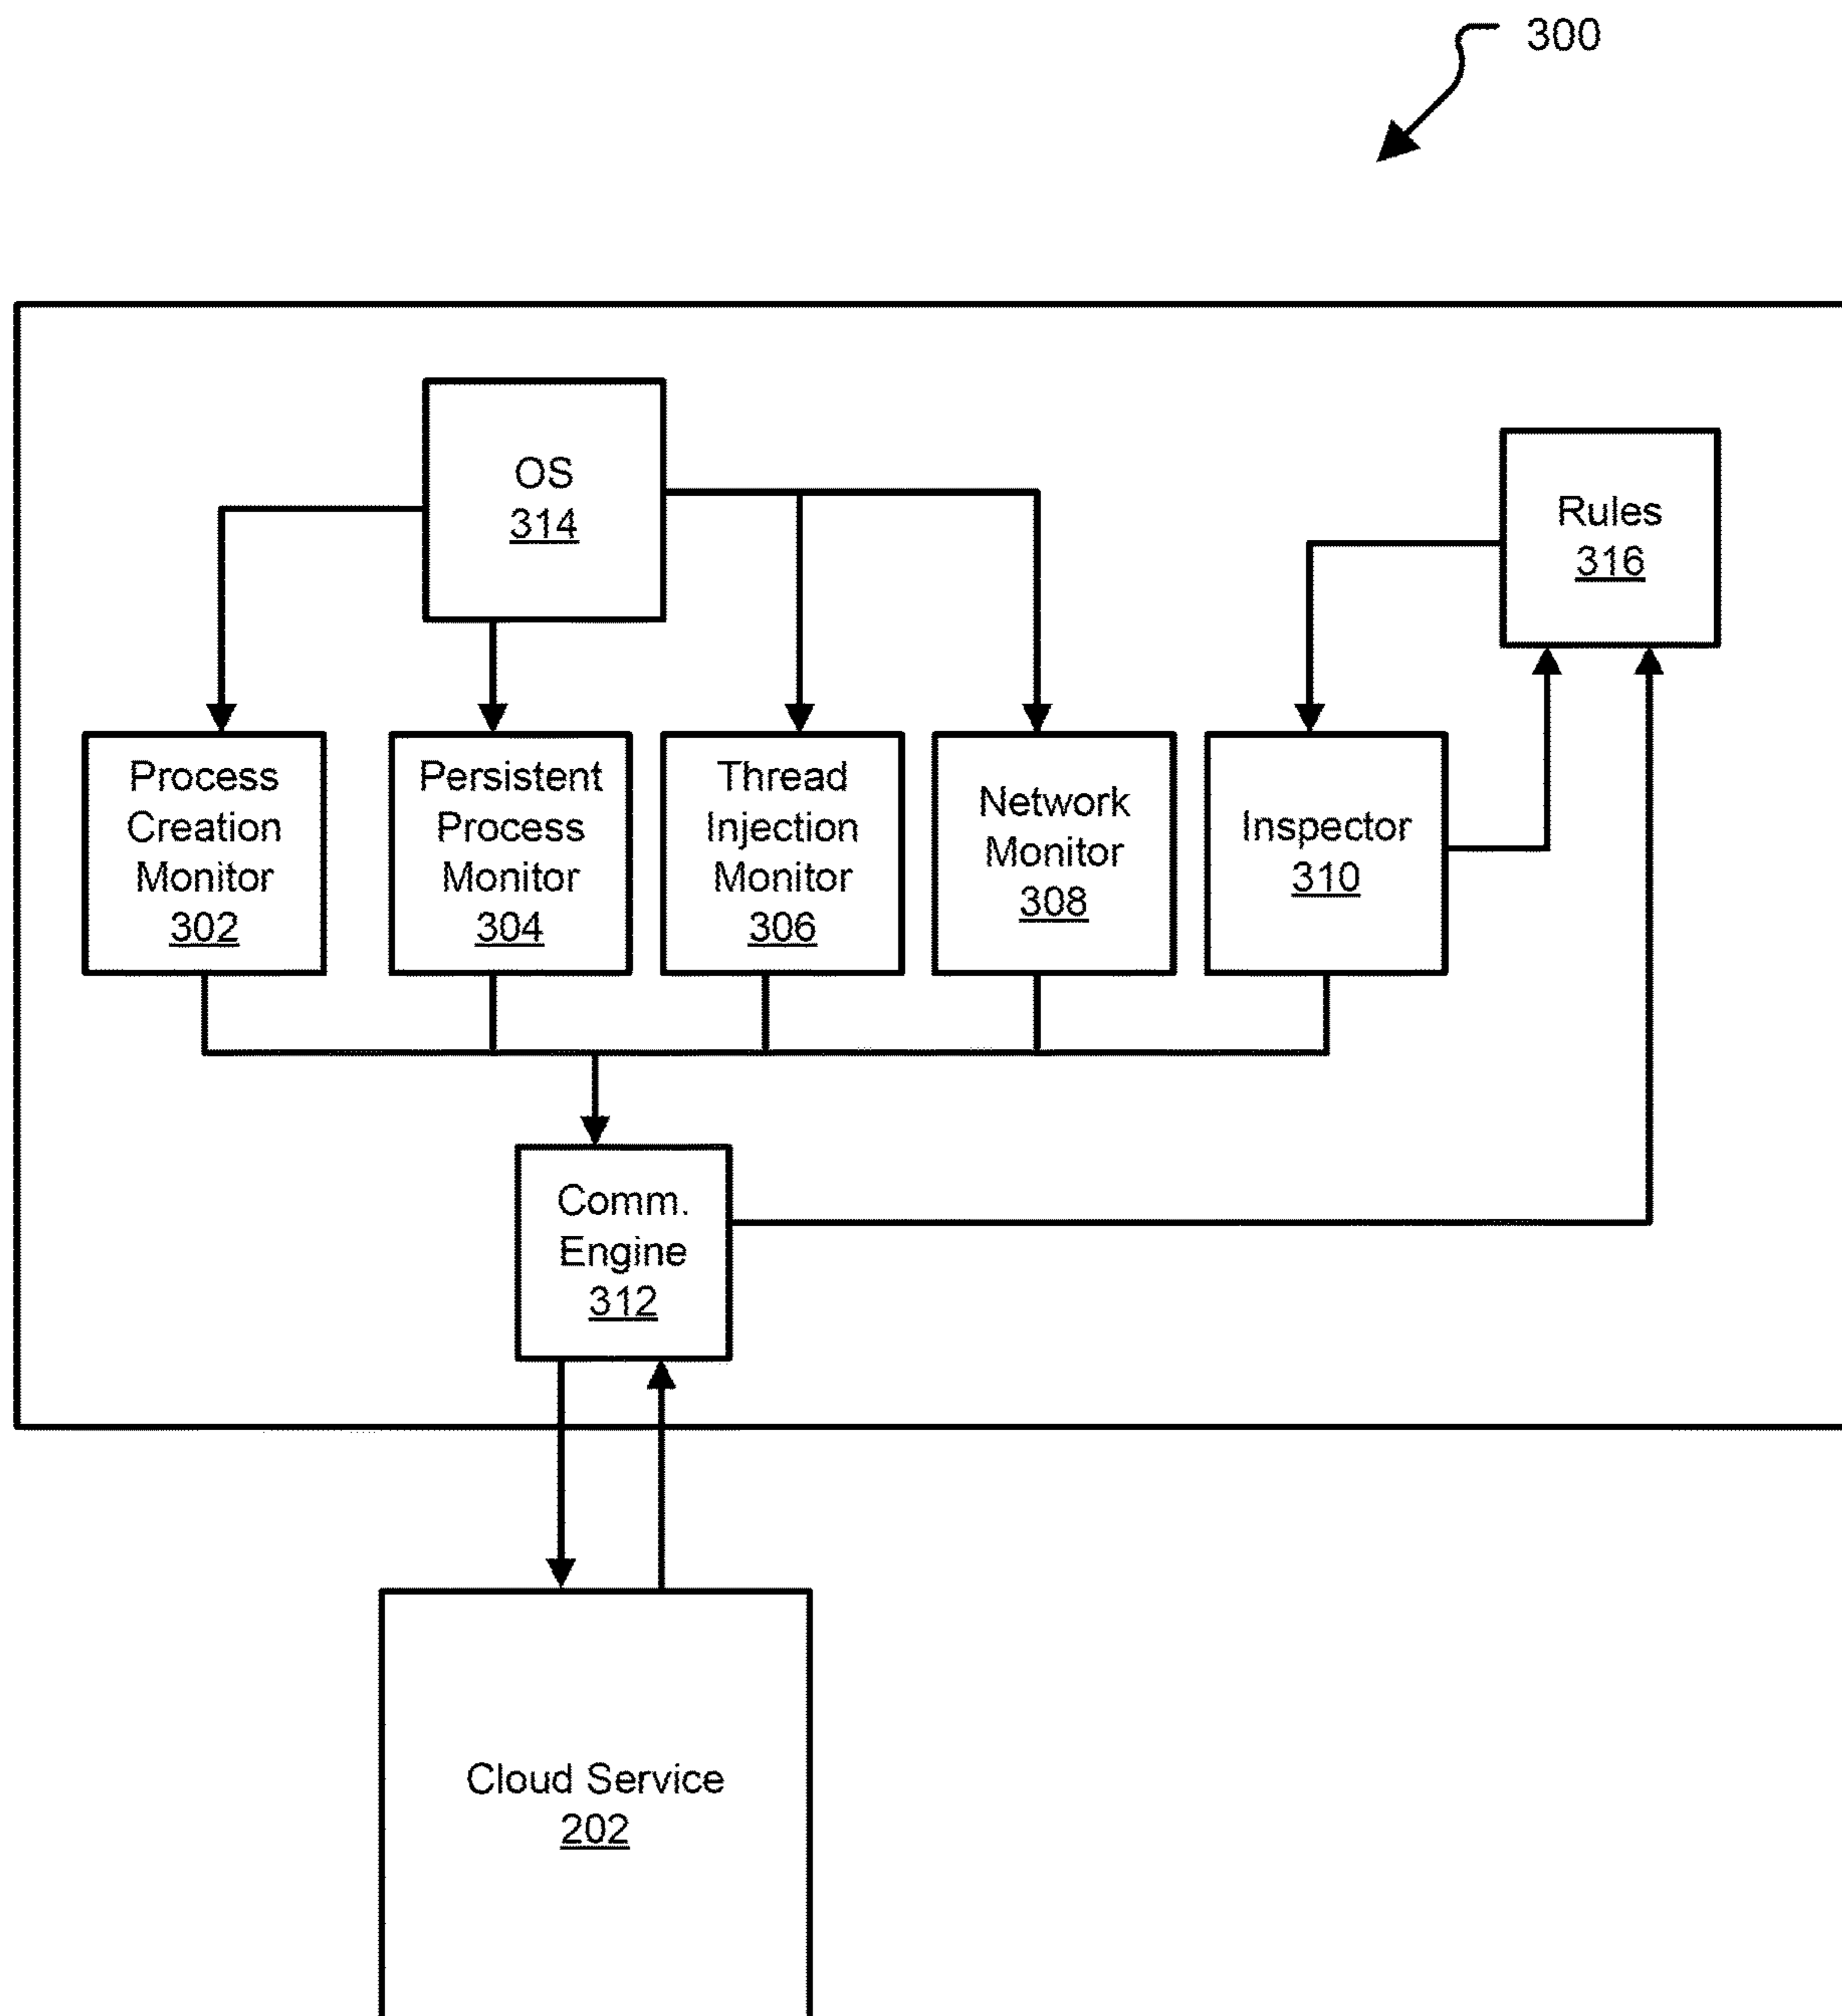 300
OS
314
Rules
316
Process
Creation
Monitor
302
Persistent
Process
Monitor
304
Thread
Injection
Monitor
306
Network
Monitor
308
Inspector
310
Comm.
Engine
312
Cloud Service
202